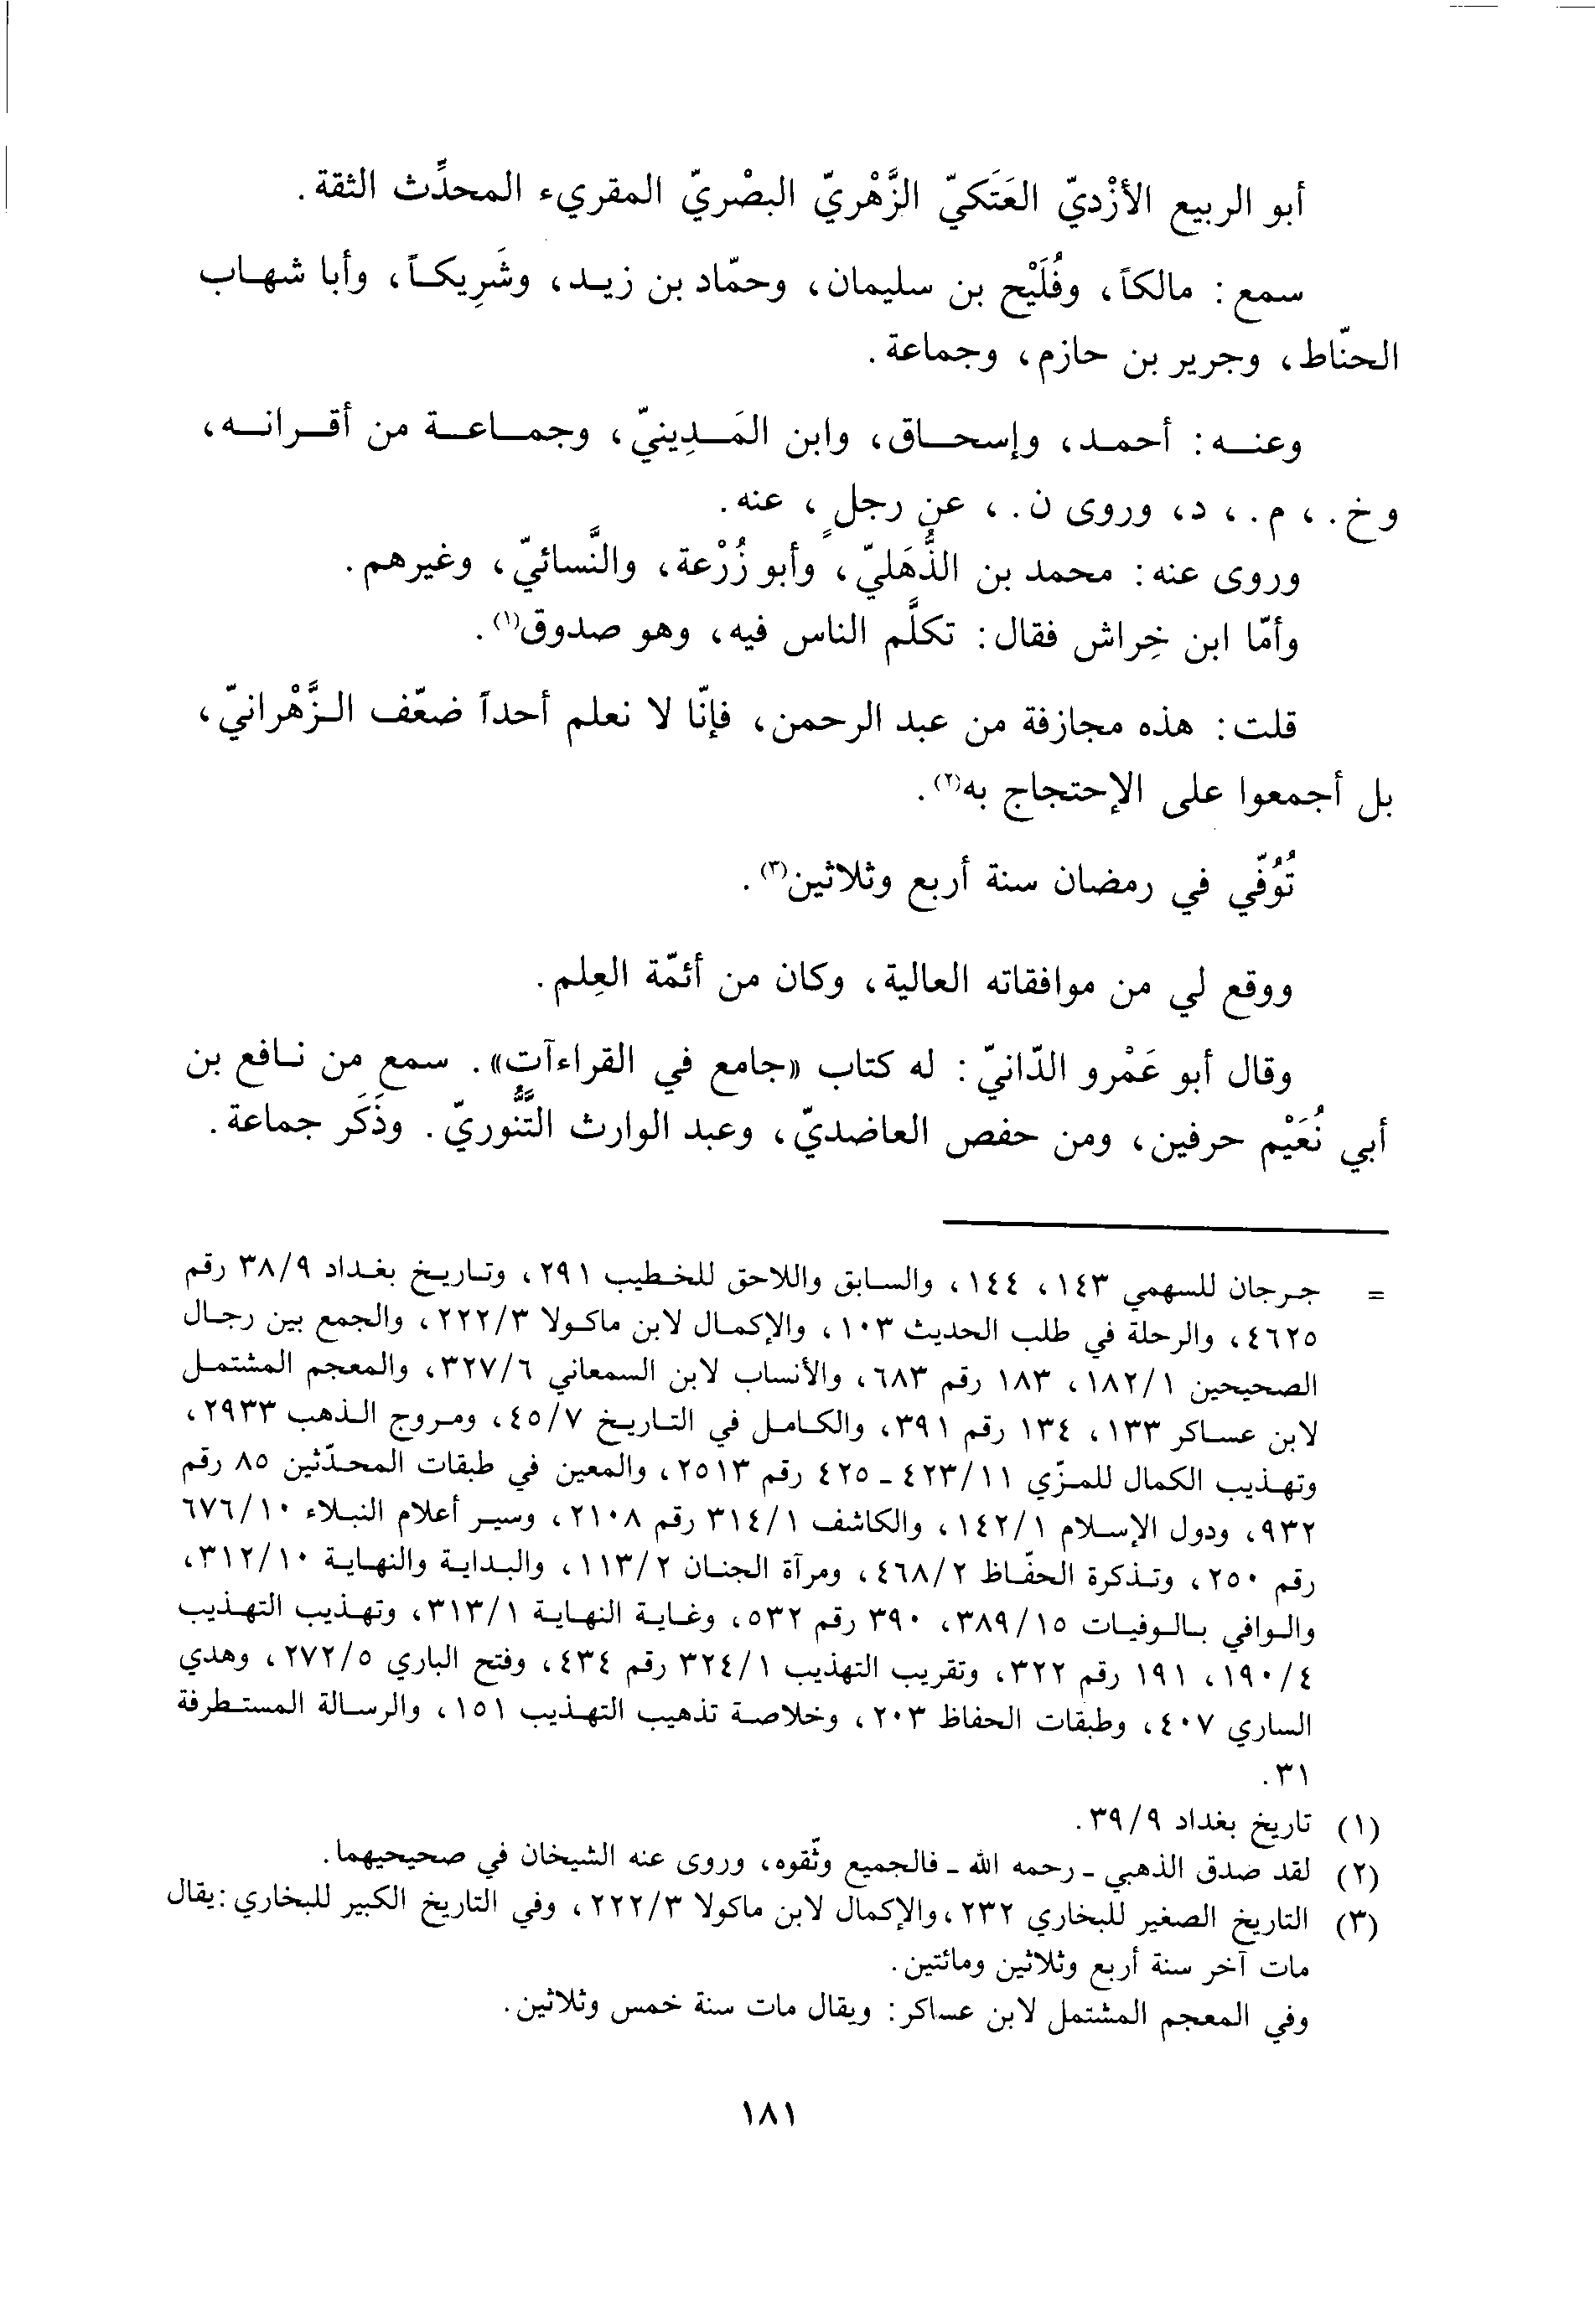 أبو الربيع الأزْديّ العَتَكيّ الزَّهْريّ البصْريّ المقريء المحدِّث الثقة.
سمع: مالكاً، وفُلَيْح بن سليمان، وحمّاد بن زيد، وشَرِيكاً، وأبا شهاب
الحنّاط، وجرير بن حازم، وجماعة.
وعنه: أحمد، وإسحاق، وابن المَدِينيّ، وجماعة من أقرانه،
وخ. ، م. ، د، وروى ن. ، عن رجلٍ، عنه.
وروى عنه: محمد بن الذُّهَليّ، وأبو زُرْعة، والنَّسائيّ، وغيرهم.
وأمّا ابن خِراش فقال: تكلَّم الناس فيه، وهو صدوق(١).
قلت: هذه مجازفة من عبد الرحمن، فإنّا لا نعلم أحداً ضعّف الزَّهْرانيّ،
بل أجمعوا على الإحتجاج به(٢).
تُوُفّي في رمضان سنة أربع وثلاثين(٣).
ووقع لي من موافقاته العالية، وكان من أئمّة العِلم.
وقال أبو عَمْرو الدّانيّ: له كتاب «جامع في القراءآت». سمع من نافع بن
أبي نُعَيْم حرفين، ومن حفص العاضديّ، وعبد الوارث التَّنُّوريّ. وذَكَر جماعة.
= جرجان للسهمي ١٤٣، ١٤٤، والسابق واللاحق للخطيب ٢٩١، وتاريخ بغداد ٣٨/٩ رقم
٤٦٢٥، والرحلة في طلب الحديث ١٠٣، والإكمال لابن ماكولا ٢٢٢/٣، والجمع بين رجال
الصحيحين ١٨٢/١، ١٨٣ رقم ٦٨٣، والأنساب لابن السمعاني ٣٢٧/٦، والمعجم المشتمل
لابن عساكر ١٣٣، ١٣٤ رقم ٣٩١، والكامل في التاريخ ٤٥/٧، ومروج الذهب ٢٩٣٣،
وتهذيب الكمال للمزّي ٤٢٣/١١ ـ ٤٢٥ رقم ٢٥١٣، والمعين في طبقات المحدّثين ٨٥ رقم
٩٣٢، ودول الإسلام ١٤٢/١، والكاشف ٣١٤/١ رقم ٢١٠٨، وسير أعلام النبلاء ٦٧٦/١٠
رقم ٢٥٠، وتذكرة الحفّاظ ٤٦٨/٢، ومرآة الجنان ١١٣/٢، والبداية والنهاية ٣١٢/١٠،
والوافي بالوفيات ٣٨٩/١٥، ٣٩٠ رقم ٥٣٢، وغاية النهاية ٣١٣/١، وتهذيب التهذيب
١٩٠/٤، ١٩١ رقم ٣٢٢، وتقريب التهذيب ٣٢٤/١ رقم ٤٣٤، وفتح الباري ٢٧٢/٥، وهدي
الساري ٤٠٧، وطبقات الحفاظ ٢٠٣، وخلاصة تذهيب التهذيب ١٥١، والرسالة المستطرفة
٣١.
(١) تاريخ بغداد ٣٩/٩.
(٢) لقد صدق الذهبي ـ رحمه الله ـ فالجميع وثّقوه، وروى عنه الشيخان في صحيحيهما.
(٣) التاريخ الصغير للبخاري ٢٣٢، والإكمال لابن ماكولا ٢٢٢/٣، وفي التاريخ الكبير للبخاري: يقال
مات آخر سنة أربع وثلاثين ومائتين.
وفي المعجم المشتمل لابن عساكر: ويقال مات سنة خمس وثلاثين.
١٨١